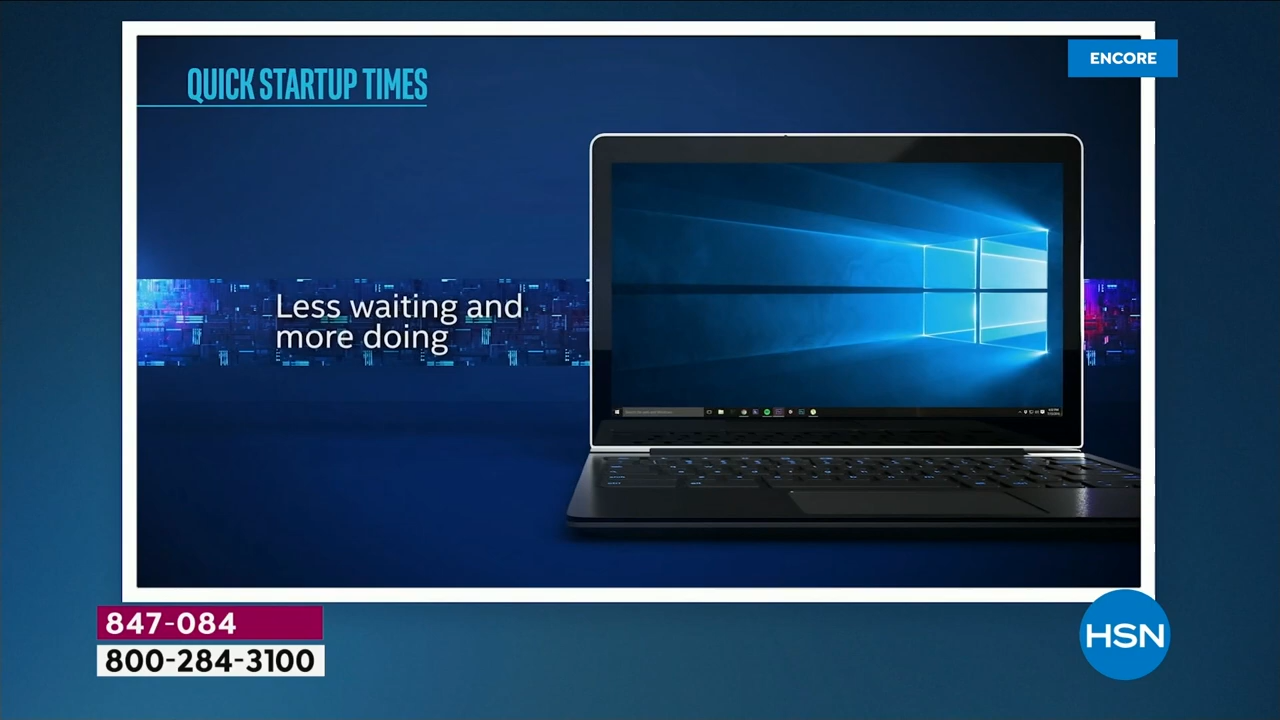 QUICK STARTUP TIMES
ENCORE
Less waiting and
more doing
847-084
800-284-3100
HSN